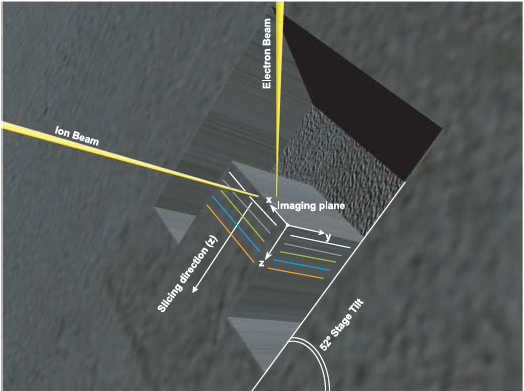 Electron Beam
Ion Beam
x
Imaging plane
y
z
Slicing direction (z)
52° Stage Tilt